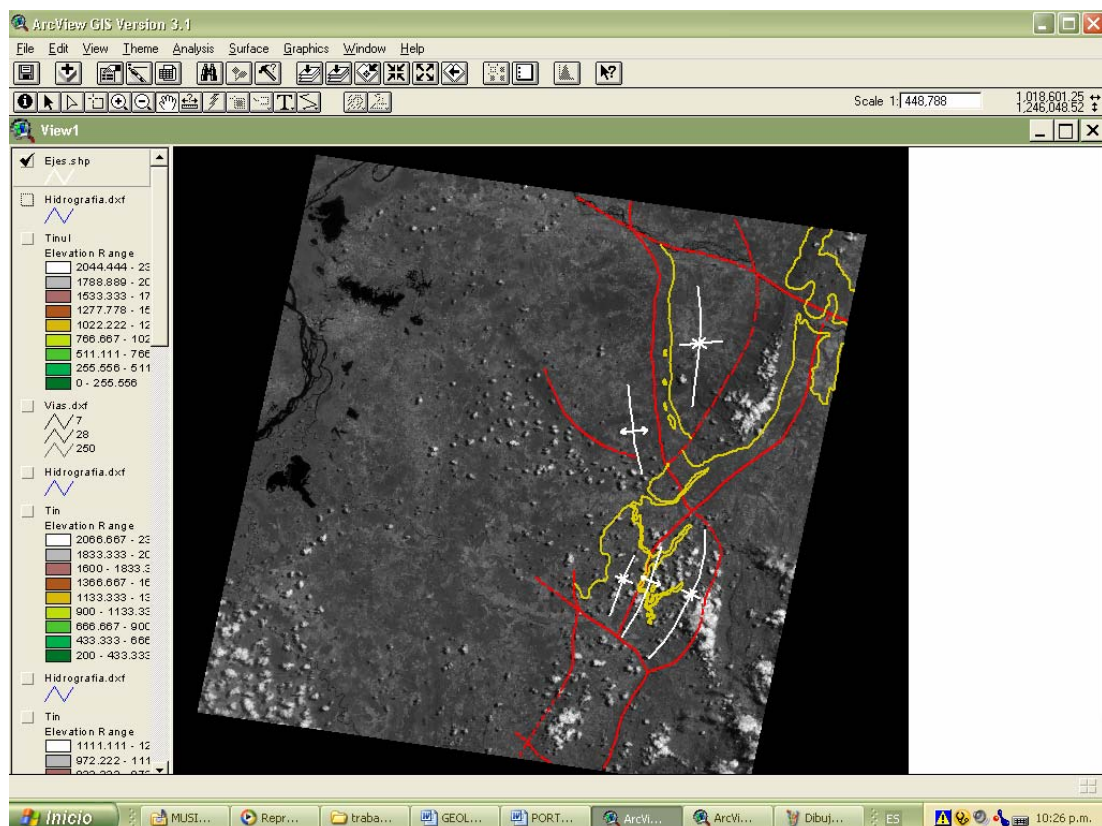 ArcView GIS Version 3.1
File Edit View Theme Analysis Surface Graphics Window Help
Scale 1: 448,788
1,018,601.25
1,246,048.52
View1
Ejes.shp
Hidrografia.dxf
Tinul
Elevation Range
2044.444 - 23
1788.889 - 20
1533.333 - 17
1277.778 - 15
1022.222 - 12
766.667 - 102
511.111 - 766
255.556 - 511
0 - 255.556
Vias.dxf
7
28
250
Hidrografia.dxf
Tin
Elevation Range
2066.667 - 23
1833.333 - 20
1600 - 1833.3
1366.667 - 16
1133.333 - 13
900 - 1133.33
666.667 - 900
433.333 - 666
200 - 433.333
Hidrografia.dxf
Tin
Elevation Range
1111.111 - 12
972.222 - 111
Inicio MUSI... Repr... traba... GEOL... PORT... ArcVi... ArcVi... Dibuj... ES 10:26 p.m.